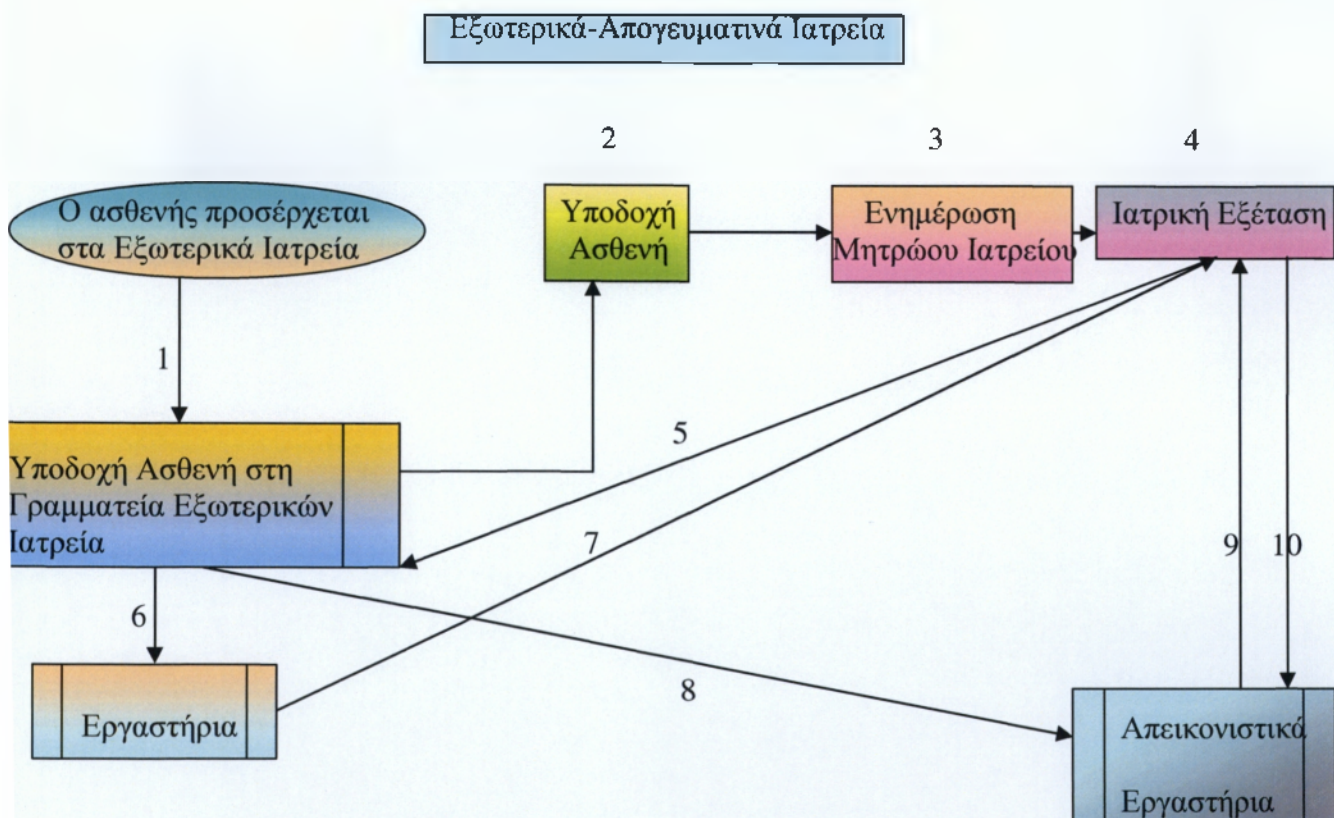 Εξωτερικά-Απογευματινά Ιατρεία
2
3
4
Ο ασθενής προσέρχεται
στα Εξωτερικά Ιατρεία
Υποδοχή
Ασθενή
Ενημέρωση
Μητρώου Ιατρείου
Ιατρική Εξέταση
1
5
Υποδοχή Ασθενή στη
Γραμματεία Εξωτερικών
Ιατρεία
7
9
10
6
8
Εργαστήρια
Απεικονιστικά
Εργαστήρια